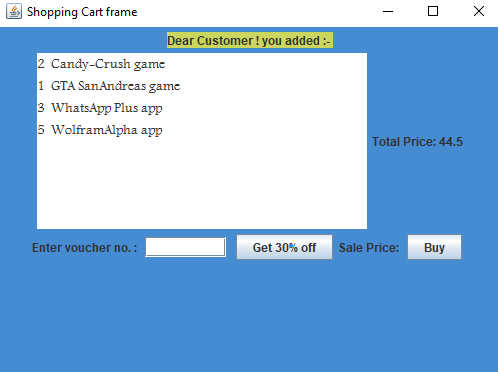 Shopping Cart frame
Dear Customer ! you added :-
2 Candy-Crush game
1 GTA SanAndreas game
3 WhatsApp Plus app
5 WolframAlpha app
Total Price: 44.5
Enter voucher no. : Get 30% off Sale Price: Buy